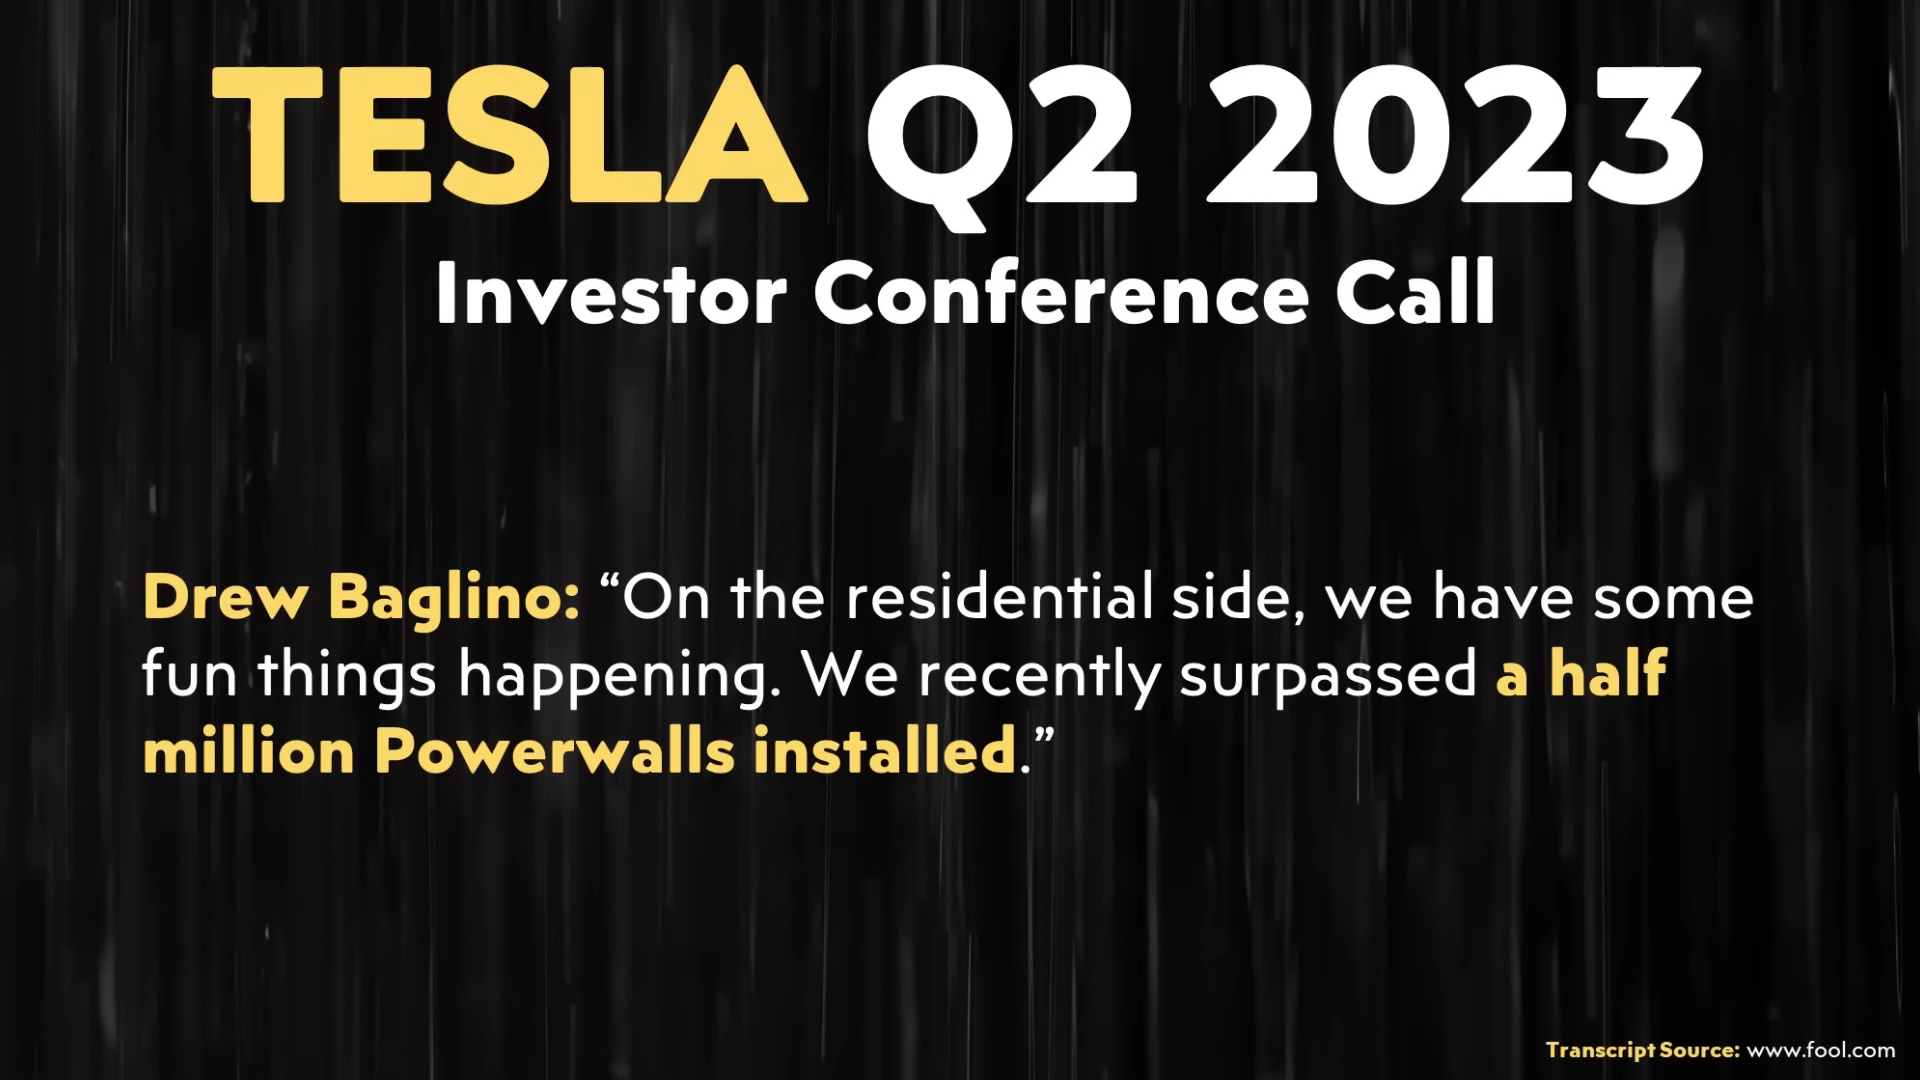 TESLA Q2 2023
Investor Conference Call
Drew Baglino: “On the residential side, we have some
fun things happening. We recently surpassed a half
million Powerwalls installed.”
Transcript Source: www.fool.com